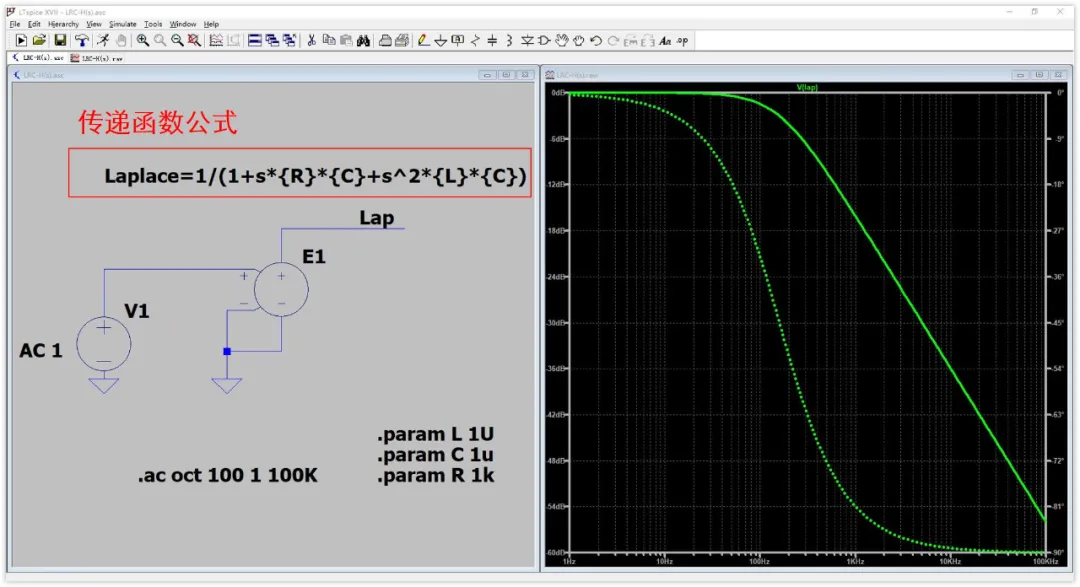 LTspice XVII - LRC-H(s).asc
File Edit Hierarchy View Simulate Tools Window Help
LRC-H(s).asc LRC-H(s).raw
LRC-H(s).asc
LRC-H(s).raw
传递函数公式
Laplace=1/(1+s*{R}*{C}+s^2*{L}*{C})
Lap
E1
V1
AC 1
.param L 1U
.param C 1u
.param R 1k
.ac oct 100 1 100K
V(lap)
0dB 0°
-6dB -9°
-12dB -18°
-18dB -27°
-24dB -36°
-30dB -45°
-36dB -54°
-42dB -63°
-48dB -72°
-54dB -81°
-60dB -90°
1Hz 10Hz 100Hz 1KHz 10KHz 100KHz